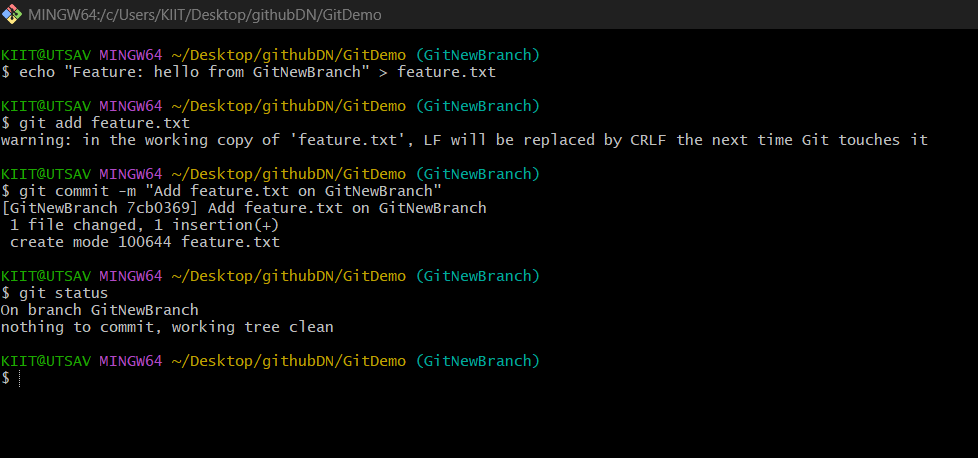 MINGW64:/c/Users/KIIT/Desktop/githubDN/GitDemo
KIIT@UTSAV MINGW64 ~/Desktop/githubDN/GitDemo (GitNewBranch)
$ echo "Feature: hello from GitNewBranch" > feature.txt
KIIT@UTSAV MINGW64 ~/Desktop/githubDN/GitDemo (GitNewBranch)
$ git add feature.txt
warning: in the working copy of 'feature.txt', LF will be replaced by CRLF the next time Git touches it
KIIT@UTSAV MINGW64 ~/Desktop/githubDN/GitDemo (GitNewBranch)
$ git commit -m "Add feature.txt on GitNewBranch"
[GitNewBranch 7cb0369] Add feature.txt on GitNewBranch
 1 file changed, 1 insertion(+)
 create mode 100644 feature.txt
KIIT@UTSAV MINGW64 ~/Desktop/githubDN/GitDemo (GitNewBranch)
$ git status
On branch GitNewBranch
nothing to commit, working tree clean
KIIT@UTSAV MINGW64 ~/Desktop/githubDN/GitDemo (GitNewBranch)
$